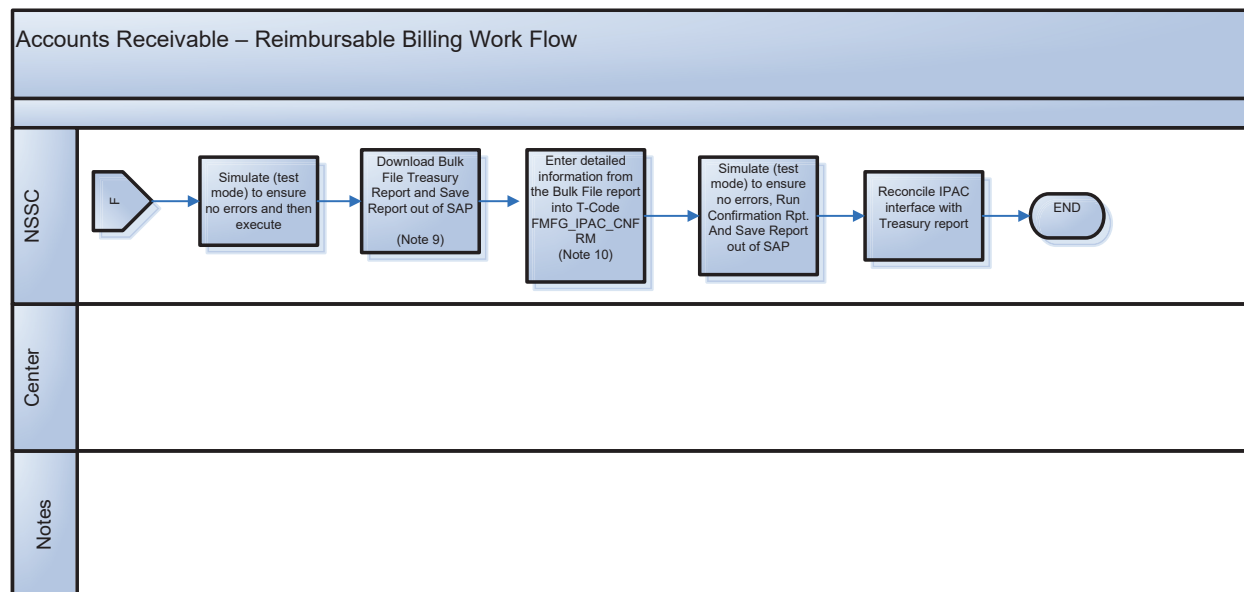 Accounts Receivable – Reimbursable Billing Work Flow
NSSC
F
Simulate (test
mode) to ensure
no errors and then
execute
Download Bulk
File Treasury
Report and Save
Report out of SAP
(Note 9)
Enter detailed
information from
the Bulk File report
into T-Code
FMFG_IPAC_CNF
RM
(Note 10)
Simulate (test
mode) to ensure
no errors, Run
Confirmation Rpt.
And Save Report
out of SAP
Reconcile IPAC
interface with
Treasury report
END
Center
Notes